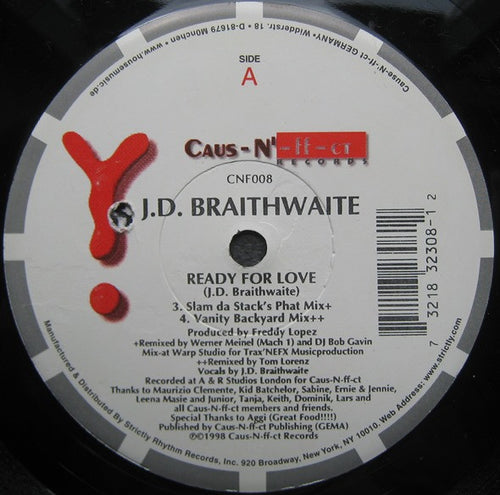 Cause-'N'-ff-ct GERMANY • Widderstr. 18 • D-81679 München • www.housemusic.de
SIDE
A
CAUS-N'-ff-ct
RECORDS
CNF008
J.D. BRAITHWAITE
READY FOR LOVE
(J.D. Braithwaite)
3. Slam da Stack's Phat Mix+
4. Vanity Backyard Mix++
Produced by Freddy Lopez
+Remixed by Werner Meinel (Mach 1) and DJ Bob Gavin
Mix-at Warp Studio for Trax'NEFX Musicproduction
++Remixed by Tom Lorenz
Vocals by J.D. Braithwaite
Recorded at A & R Studios London for Caus-N-ff-ct
Thanks to Maurizio Clemente, Kid Batchelor, Sabine, Ernie & Jennie,
Leena Masie and Junior, Tanja, Keith, Dominik, Lars and
all Caus-N-ff-ct members and friends.
Special Thanks to Aggi (Great Food!!!!)
Published by Caus-N-ff-ct Publishing (GEMA)
℗©1998 Caus-N-ff-ct Records
7 73218 32308-1 2
Manufactured & Distributed By Strictly Rhythm Records, Inc. 920 Broadway, New York, NY 10010. Web Address: www.strictly.com